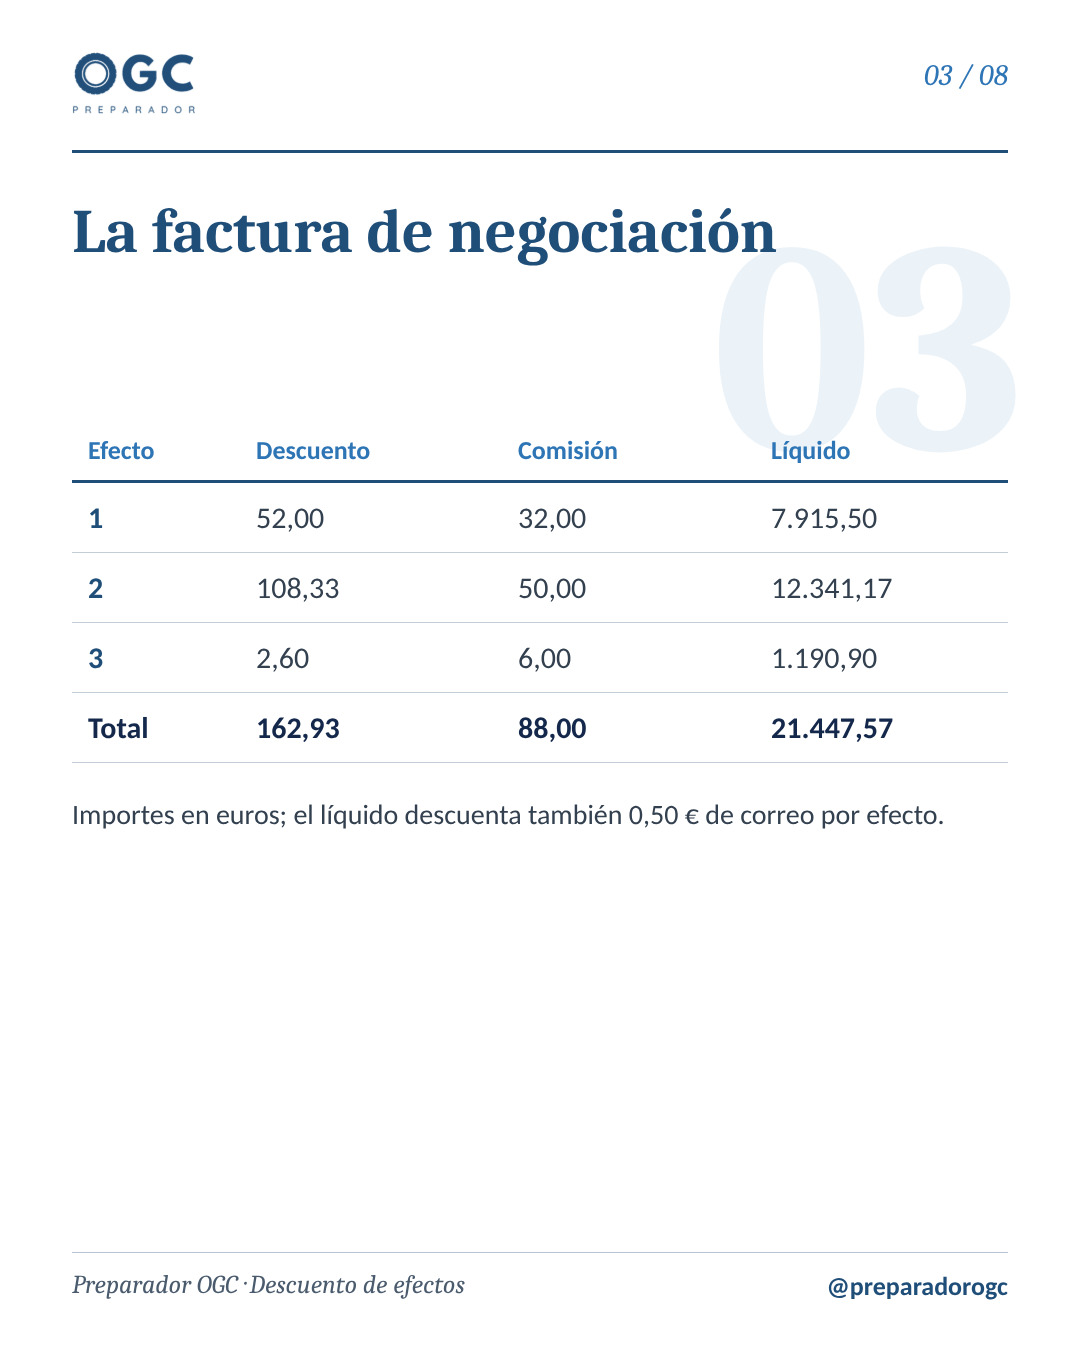 OGC
PREPARADOR
03 / 08
La factura de negociación
03
Efecto Descuento Comisión Líquido
1 52,00 32,00 7.915,50
2 108,33 50,00 12.341,17
3 2,60 6,00 1.190,90
Total 162,93 88,00 21.447,57
Importes en euros; el líquido descuenta también 0,50 € de correo por efecto.
Preparador OGC · Descuento de efectos
@preparadorogc